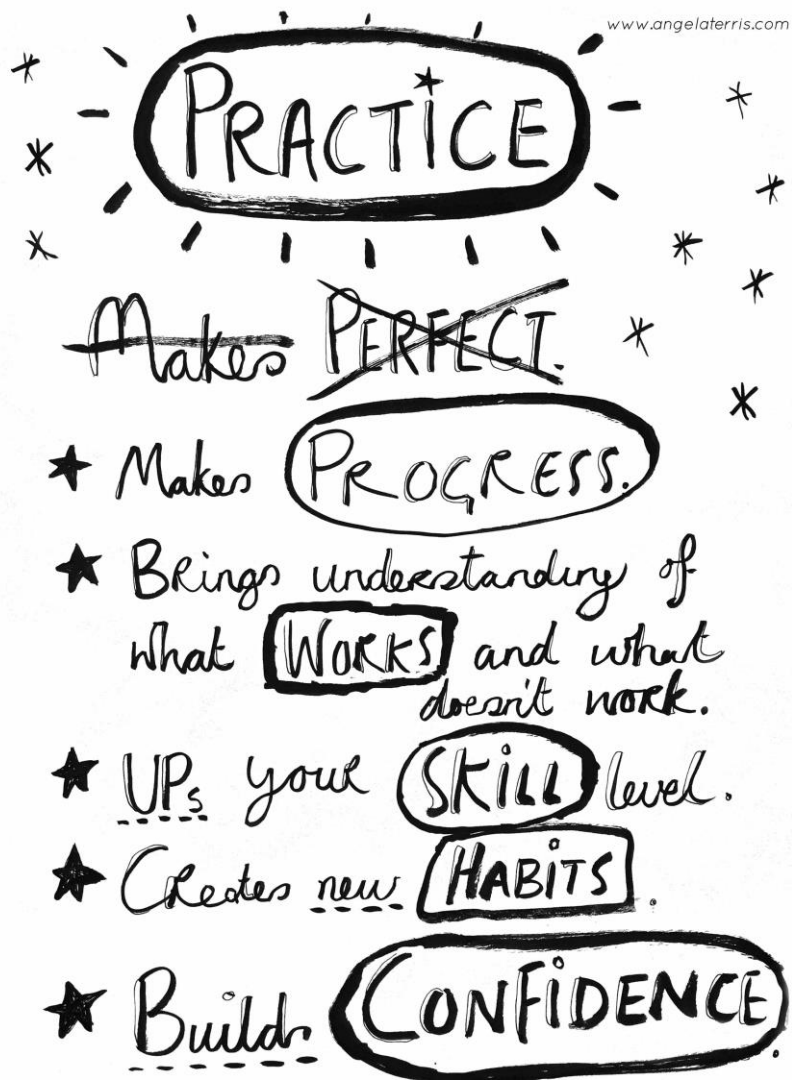 www.angelaterris.com
PRACTICE
Makes PERFECT.
Makes PROGRESS.
Brings understanding of
what WORKS and what
doesn't work.
UPs your SKiLL level.
Creates new HABiTS.
Builds CONFiDENCE.